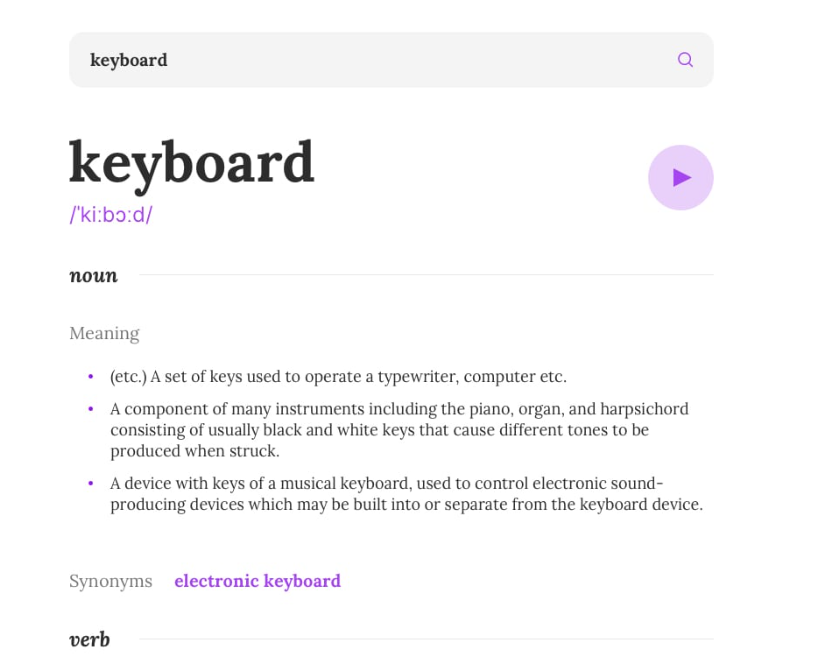 keyboard
keyboard
/ˈkiːbɔːd/
noun
Meaning
(etc.) A set of keys used to operate a typewriter, computer etc.
A component of many instruments including the piano, organ, and harpsichord
consisting of usually black and white keys that cause different tones to be
produced when struck.
A device with keys of a musical keyboard, used to control electronic sound-
producing devices which may be built into or separate from the keyboard device.
Synonyms electronic keyboard
verb